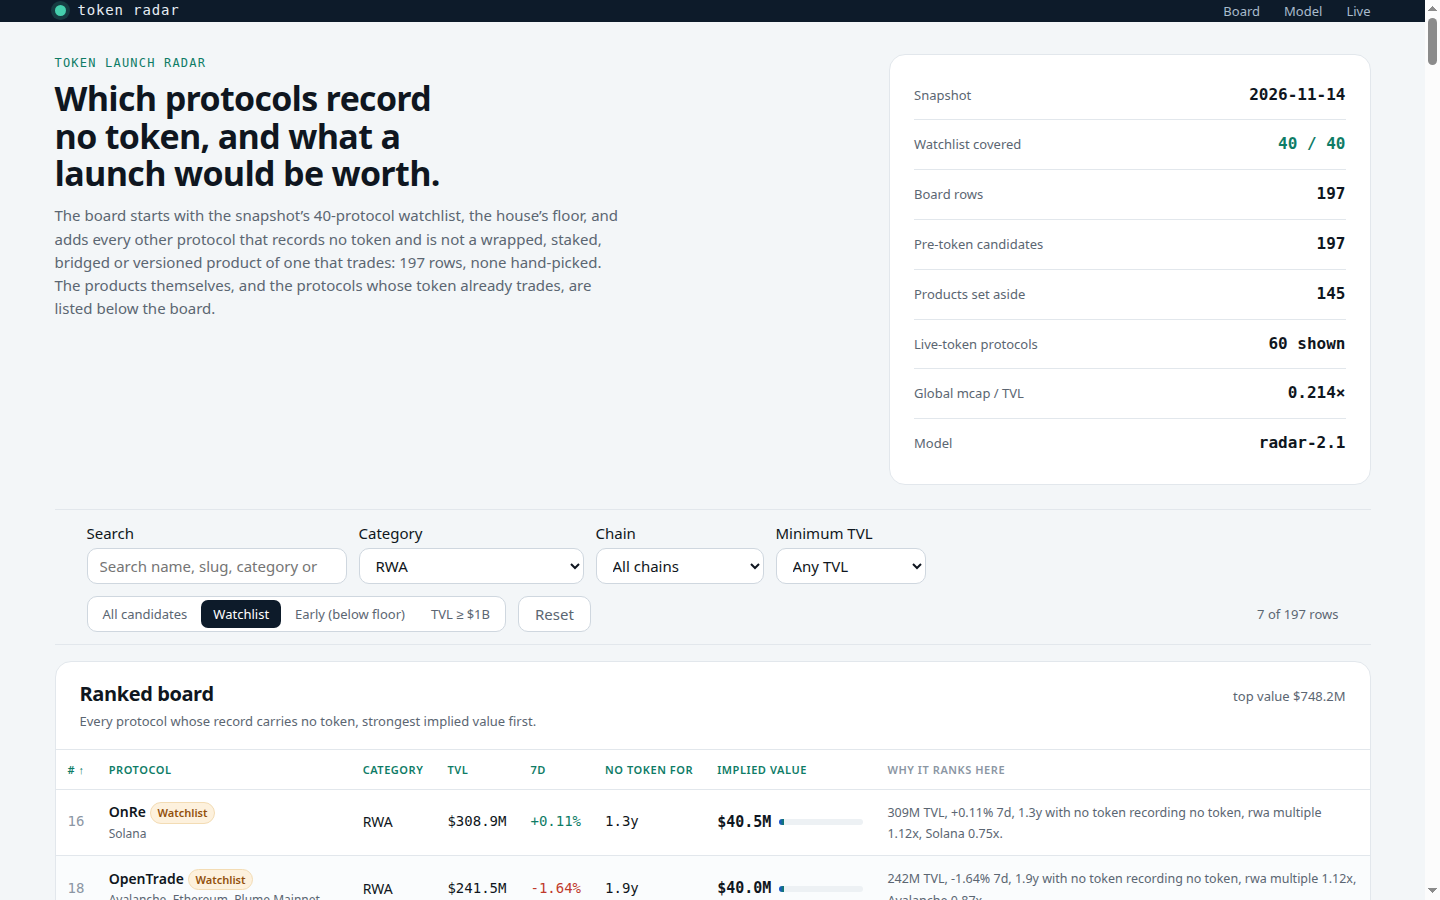 token radar
Board Model Live
TOKEN LAUNCH RADAR
Which protocols record
no token, and what a
launch would be worth.
The board starts with the snapshot's 40-protocol watchlist, the house's floor, and
adds every other protocol that records no token and is not a wrapped, staked,
bridged or versioned product of one that trades: 197 rows, none hand-picked.
The products themselves, and the protocols whose token already trades, are
listed below the board.
Snapshot 2026-11-14
Watchlist covered 40 / 40
Board rows 197
Pre-token candidates 197
Products set aside 145
Live-token protocols 60 shown
Global mcap / TVL 0.214×
Model radar-2.1
Search Category Chain Minimum TVL
Search name, slug, category or RWA All chains Any TVL
All candidates Watchlist Early (below floor) TVL ≥ $1B Reset 7 of 197 rows
Ranked board top value $748.2M
Every protocol whose record carries no token, strongest implied value first.
# ↑ PROTOCOL CATEGORY TVL 7D NO TOKEN FOR IMPLIED VALUE WHY IT RANKS HERE
16 OnRe Watchlist RWA $308.9M +0.11% 1.3y $40.5M 309M TVL, +0.11% 7d, 1.3y with no token recording no token, rwa multiple
Solana 1.12x, Solana 0.75x.
18 OpenTrade Watchlist RWA $241.5M -1.64% 1.9y $40.0M 242M TVL, -1.64% 7d, 1.9y with no token recording no token, rwa multiple 1.12x,
Avalanche, Ethereum, Plume Mainnet Avalanche 0.87x.